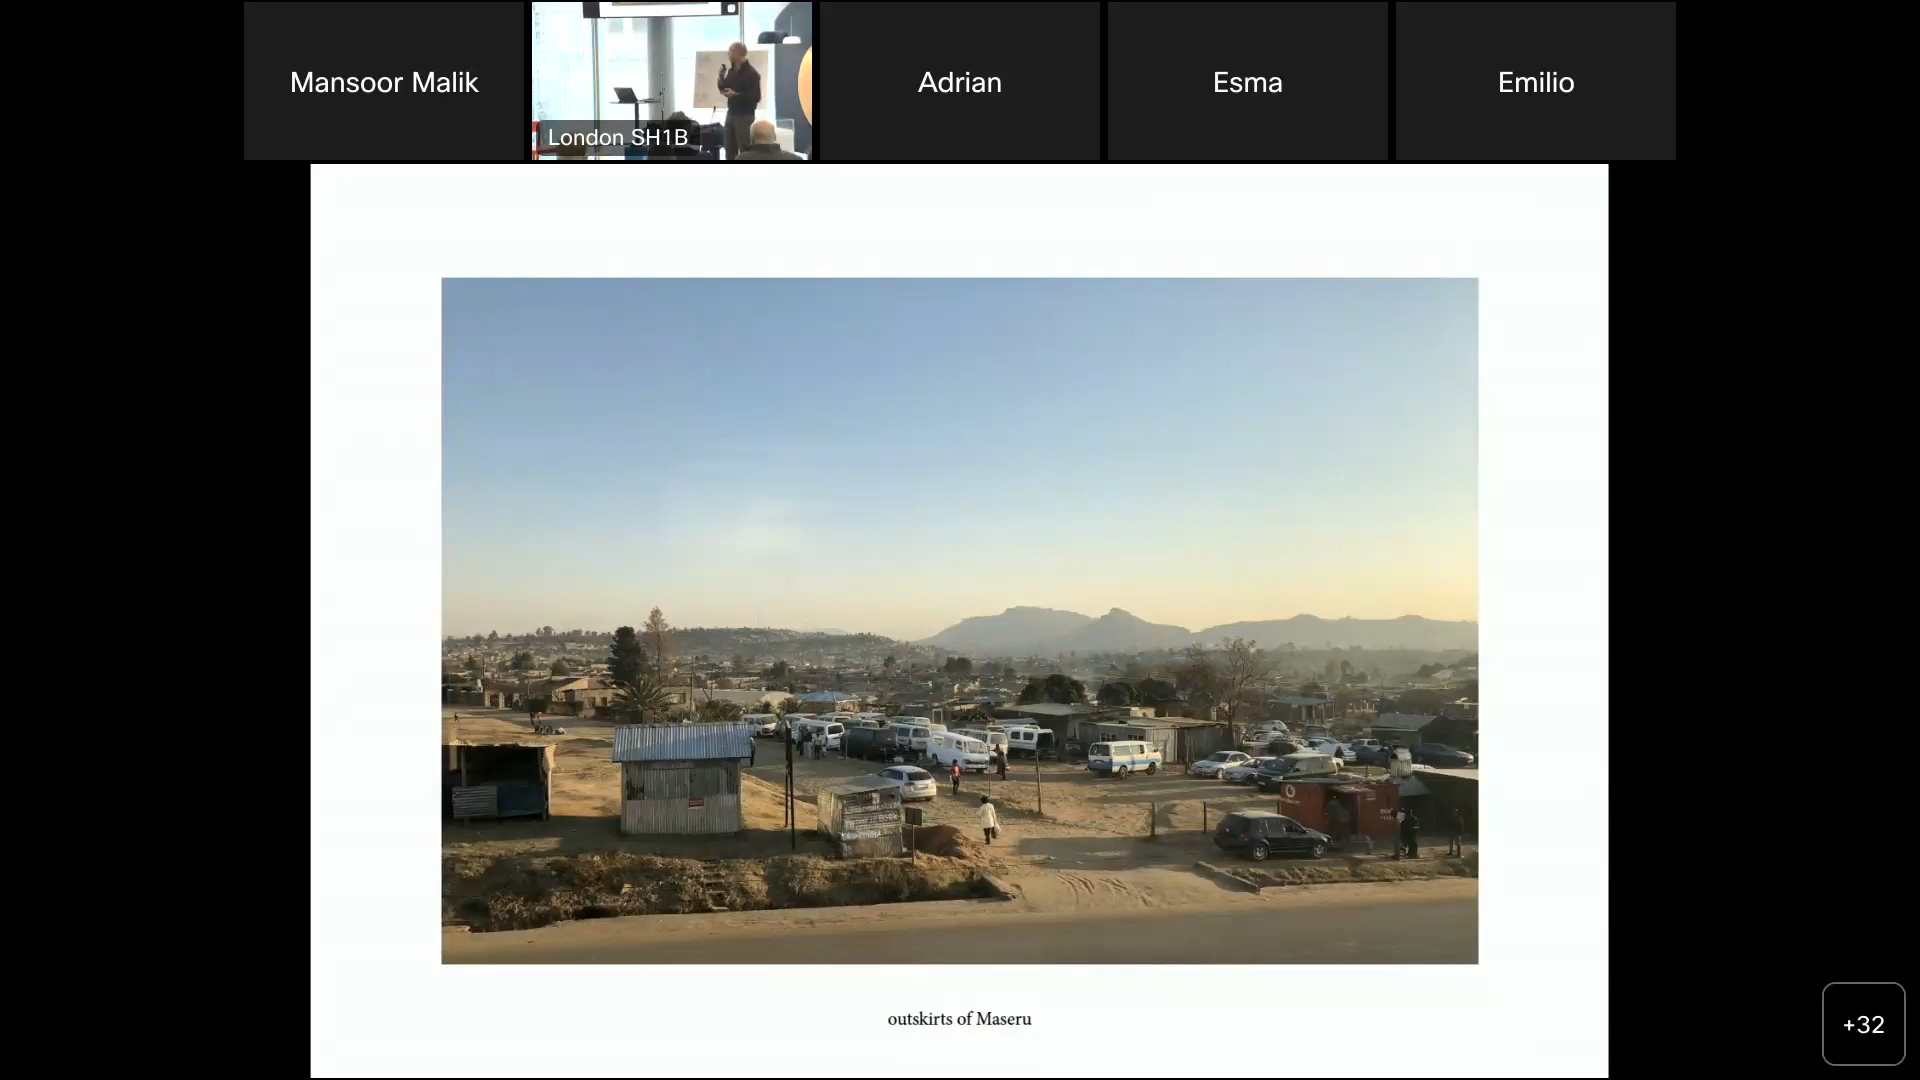 Mansoor Malik
London SH1B
Adrian
Esma
Emilio
outskirts of Maseru
+32